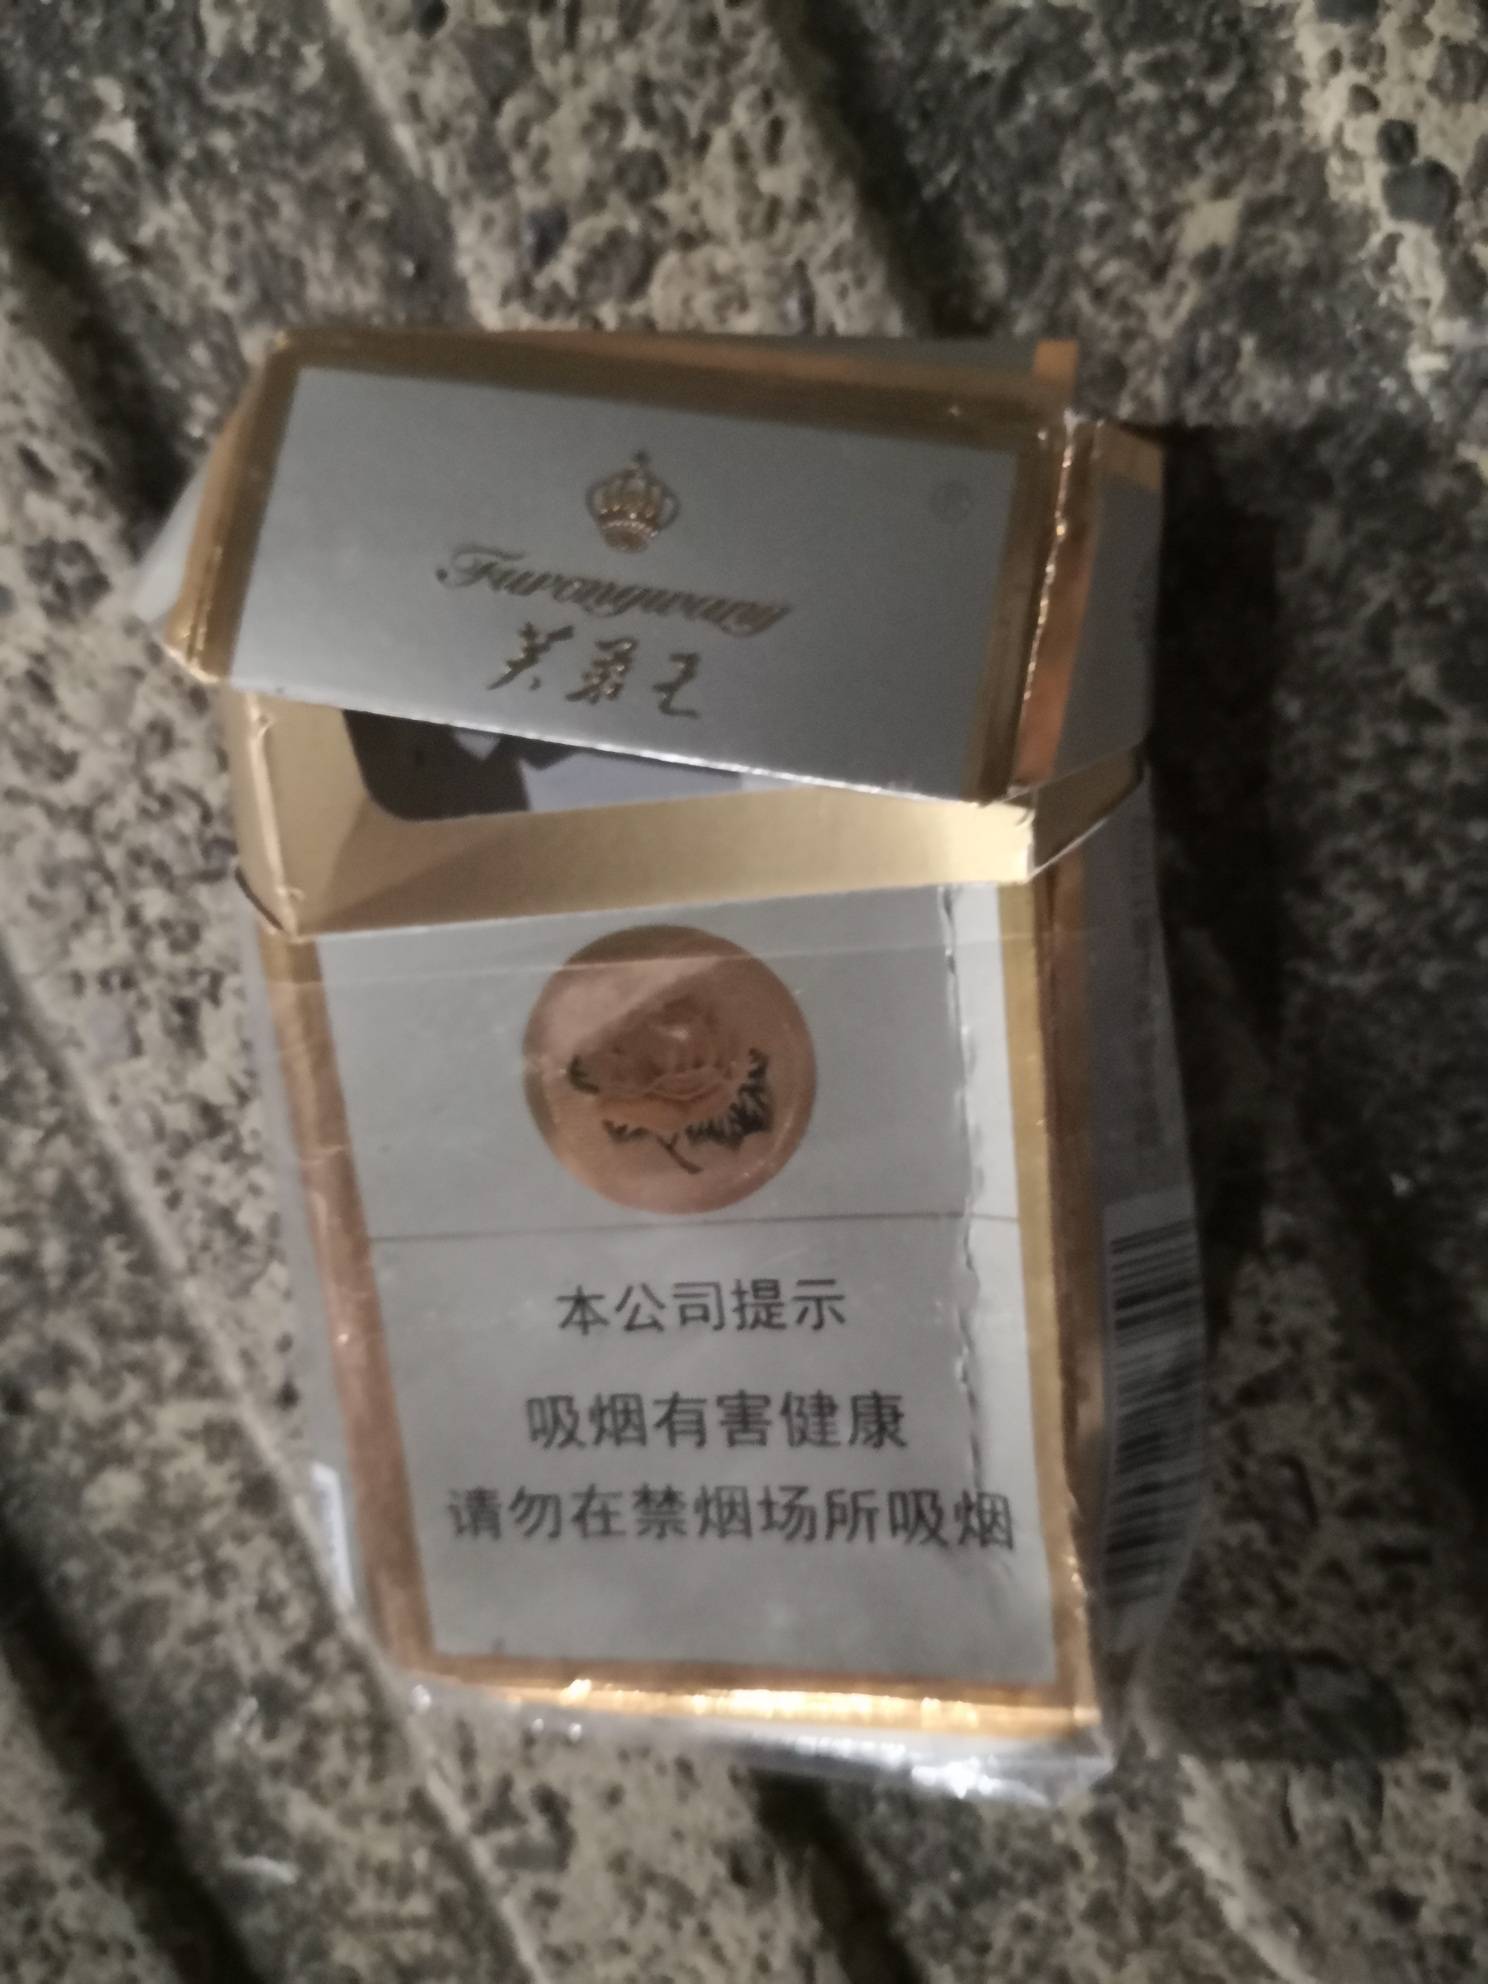 Furongwang
芙蓉王
本公司提示
吸烟有害健康
请勿在禁烟场所吸烟